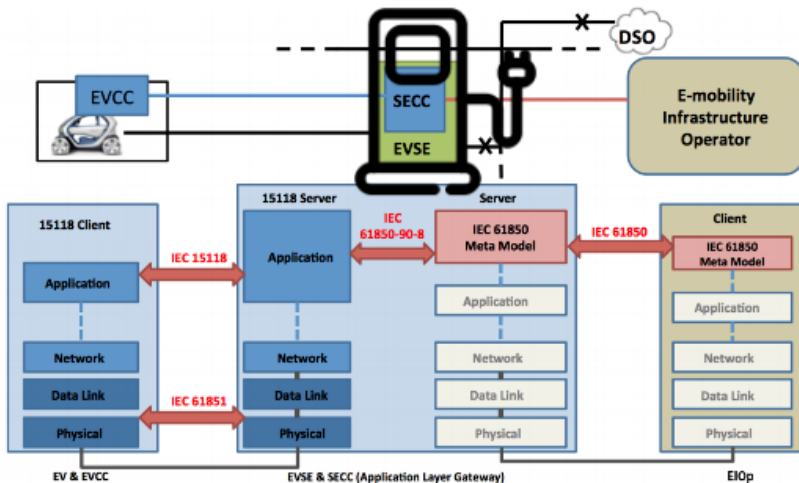 DSO
EVCC
SECC
EVSE
E-mobility
Infrastructure
Operator
15118 Client
15118 Server
Server
Client
IEC
61850-90-8
IEC 61850
Meta Model
IEC 61850
IEC 61850
Meta Model
IEC 15118
Application
Application
Application
Application
Network
Network
Network
Network
Data Link
Data Link
Data Link
Data Link
IEC 61851
Physical
Physical
Physical
Physical
EV & EVCC
EVSE & SECC (Application Layer Gateway)
EIOp